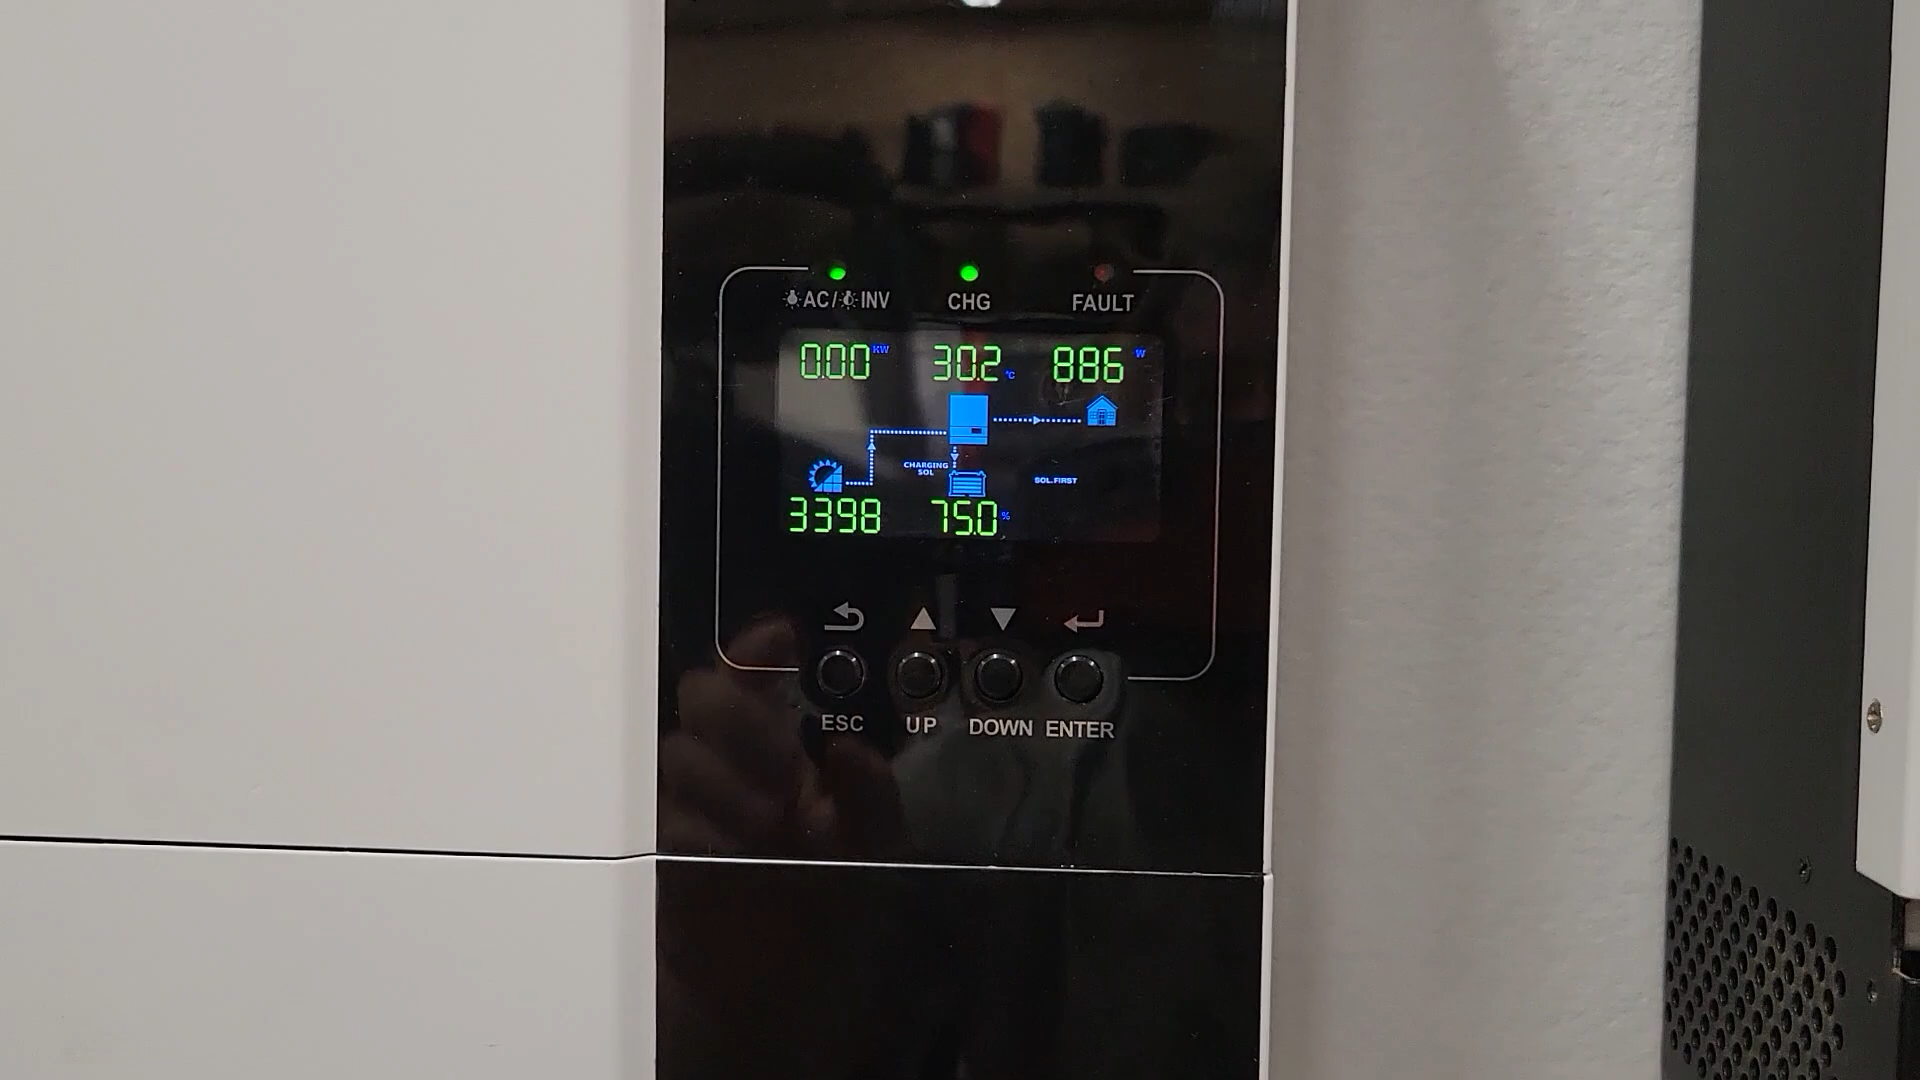 AC/ INV CHG FAULT
0.00 KW 30.2 °C 886 W
CHARGING
SOL
SOL.FIRST
3398 75.0 %
ESC UP DOWN ENTER